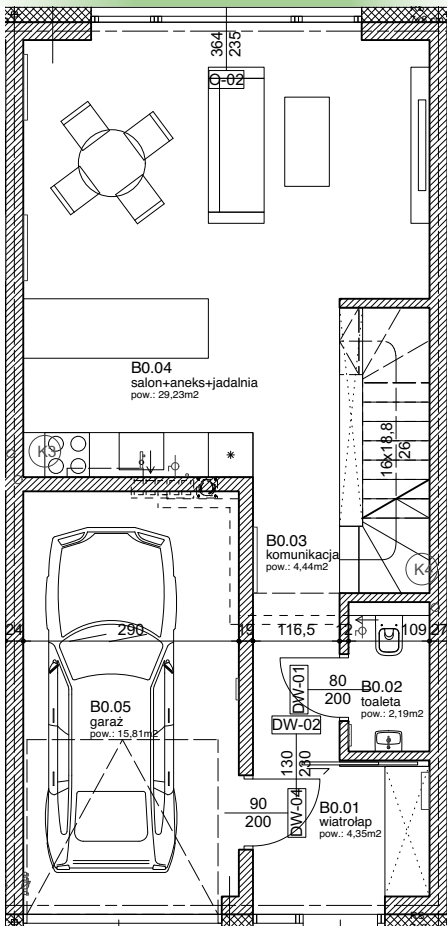 364
235
O-02
B0.04
salon+aneks+jadalnia
pow.: 29,23m2
K3
16x18,8
26
B0.03
komunikacja
pow.: 4,44m2
K4
24
290
19
116,5
12
109
27
B0.05
garaż
pow.: 15,81m2
DW-01
80
200
B0.02
toaleta
pow.: 2,19m2
DW-02
130
230
90
200
DW-04
B0.01
wiatrołap
pow.: 4,35m2